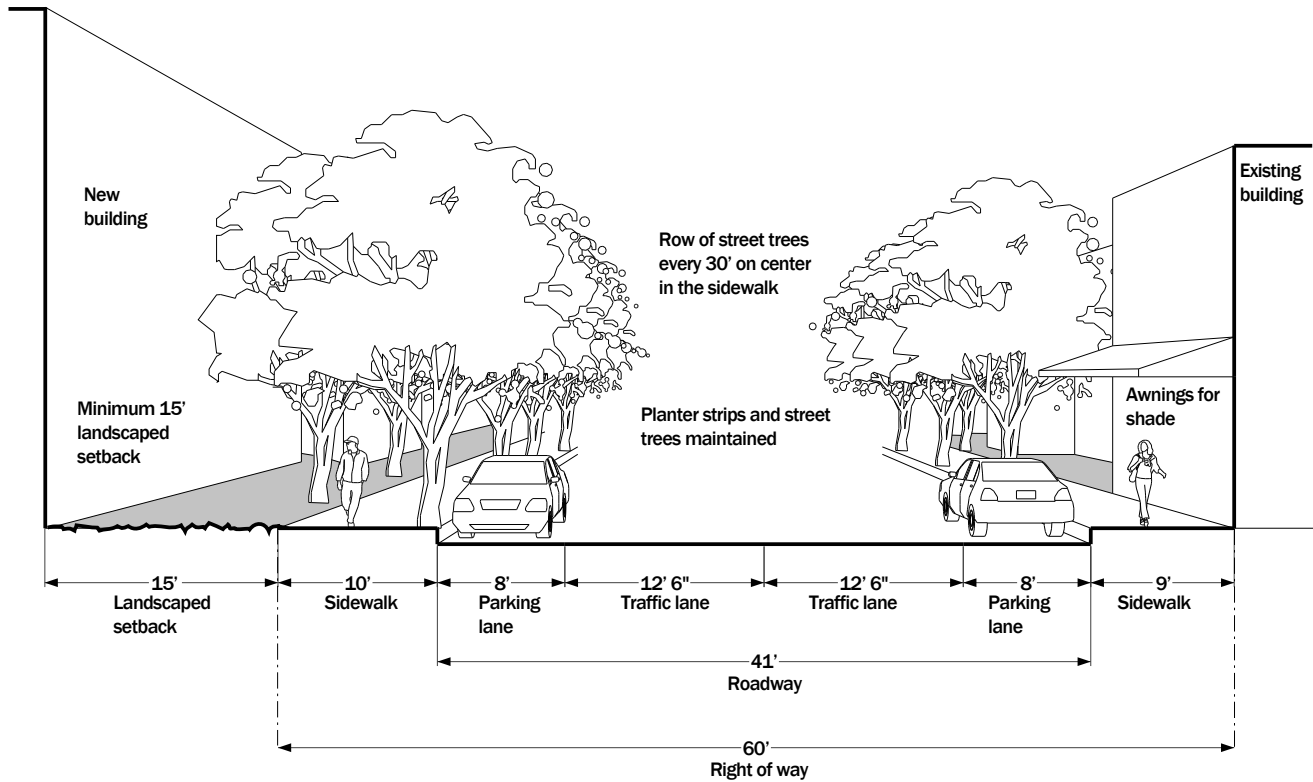 New
building
Existing
building
Row of street trees
every 30’ on center
in the sidewalk
Minimum 15’
landscaped
setback
Planter strips and street
trees maintained
Awnings for
shade
15’
Landscaped
setback
10’
Sidewalk
8’
Parking
lane
12’ 6"
Traffic lane
12’ 6"
Traffic lane
8’
Parking
lane
9’
Sidewalk
41’
Roadway
60’
Right of way